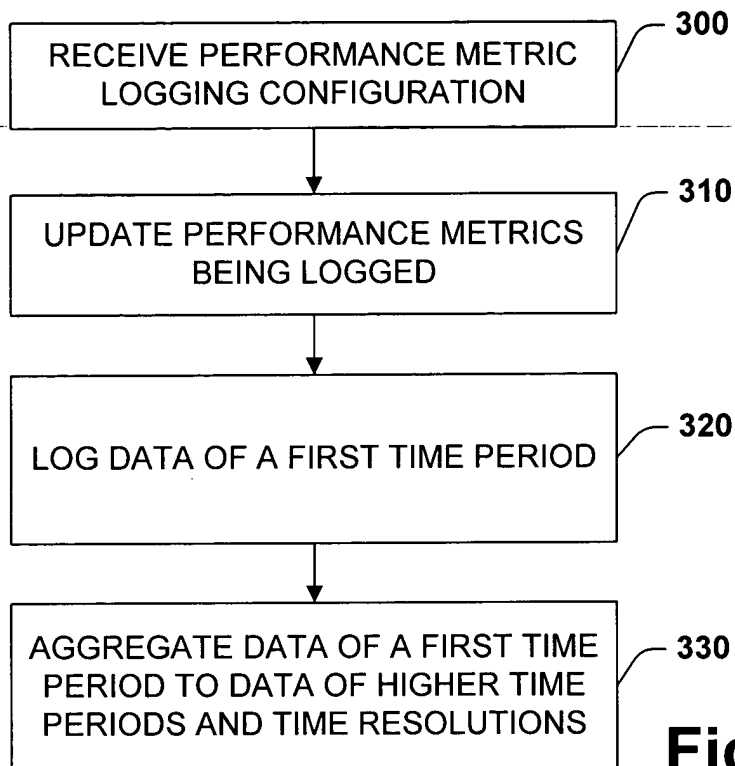 RECEIVE PERFORMANCE METRIC
LOGGING CONFIGURATION
300
UPDATE PERFORMANCE METRICS
BEING LOGGED
310
LOG DATA OF A FIRST TIME PERIOD
320
AGGREGATE DATA OF A FIRST TIME
PERIOD TO DATA OF HIGHER TIME
PERIODS AND TIME RESOLUTIONS
330